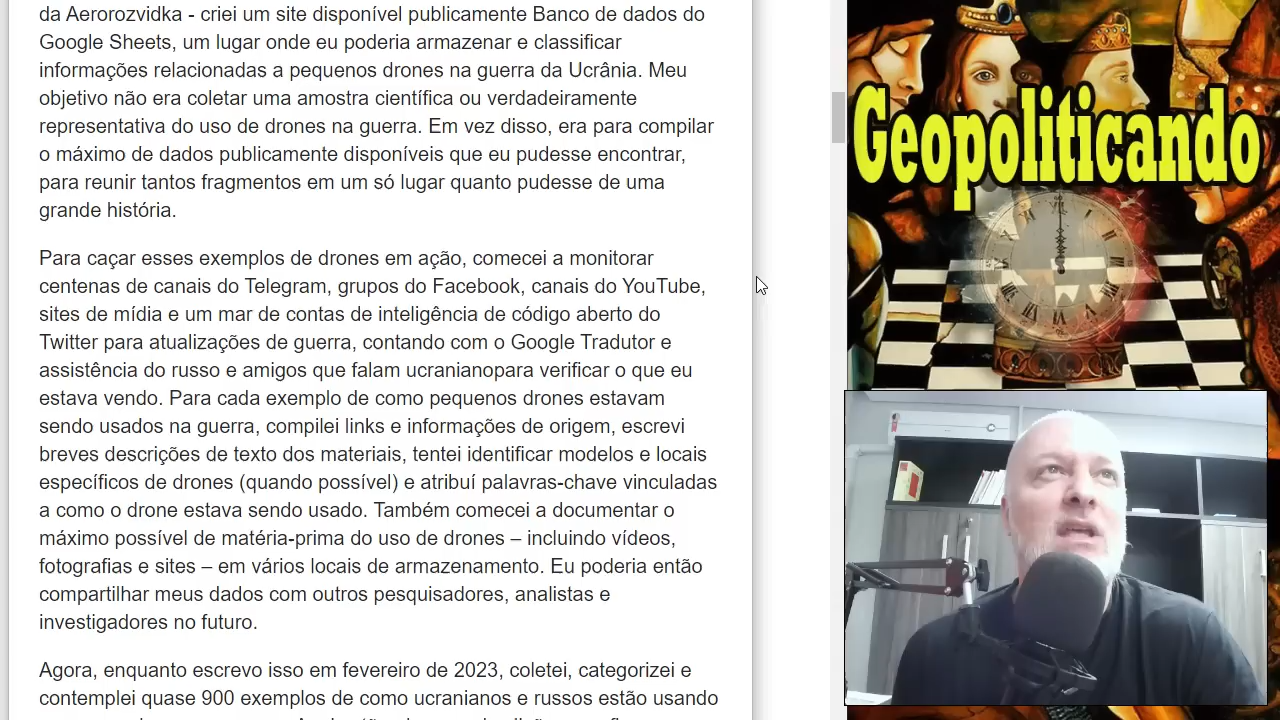 da Aerorozvidka - criei um site disponível publicamente Banco de dados do
Google Sheets, um lugar onde eu poderia armazenar e classificar
informações relacionadas a pequenos drones na guerra da Ucrânia. Meu
objetivo não era coletar uma amostra científica ou verdadeiramente
representativa do uso de drones na guerra. Em vez disso, era para compilar
o máximo de dados publicamente disponíveis que eu pudesse encontrar,
para reunir tantos fragmentos em um só lugar quanto pudesse de uma
grande história.
Para caçar esses exemplos de drones em ação, comecei a monitorar
centenas de canais do Telegram, grupos do Facebook, canais do YouTube,
sites de mídia e um mar de contas de inteligência de código aberto do
Twitter para atualizações de guerra, contando com o Google Tradutor e
assistência do russo e amigos que falam ucranianopara verificar o que eu
estava vendo. Para cada exemplo de como pequenos drones estavam
sendo usados na guerra, compilei links e informações de origem, escrevi
breves descrições de texto dos materiais, tentei identificar modelos e locais
específicos de drones (quando possível) e atribuí palavras-chave vinculadas
a como o drone estava sendo usado. Também comecei a documentar o
máximo possível de matéria-prima do uso de drones – incluindo vídeos,
fotografias e sites – em vários locais de armazenamento. Eu poderia então
compartilhar meus dados com outros pesquisadores, analistas e
investigadores no futuro.
Agora, enquanto escrevo isso em fevereiro de 2023, coletei, categorizei e
contemplei quase 900 exemplos de como ucranianos e russos estão usando
Geopoliticando